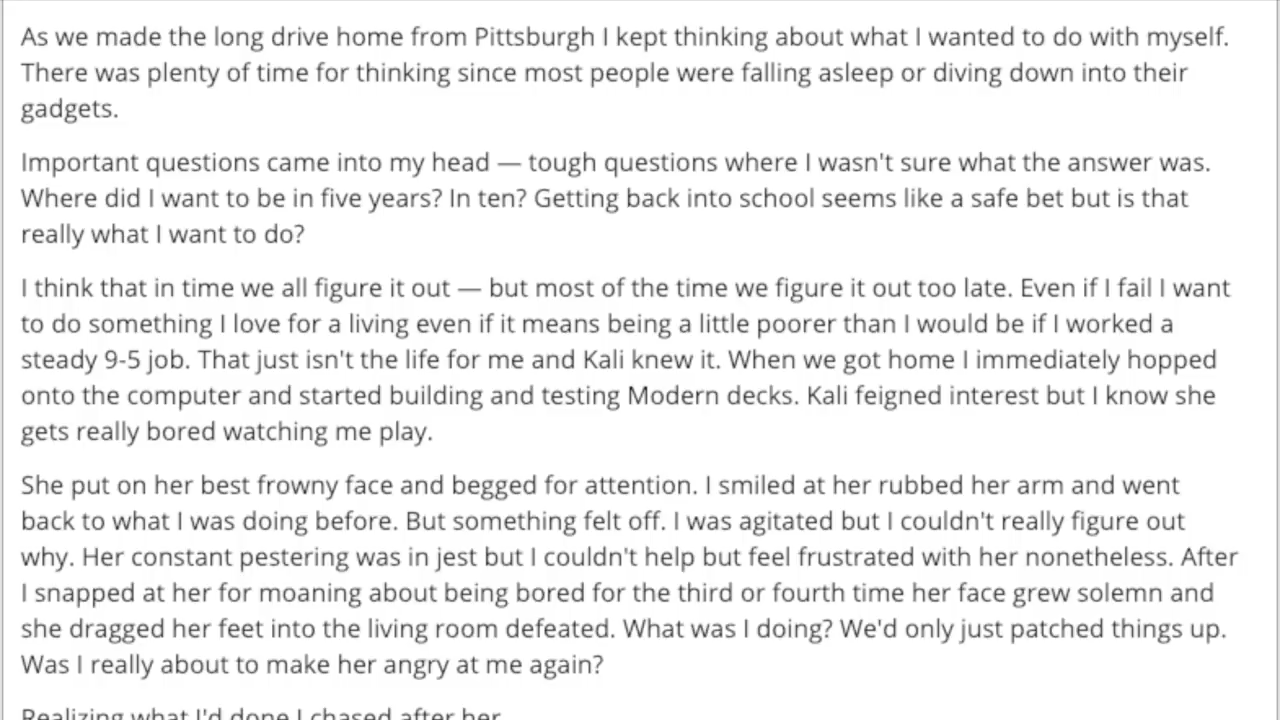 As we made the long drive home from Pittsburgh I kept thinking about what I wanted to do with myself.
There was plenty of time for thinking since most people were falling asleep or diving down into their
gadgets.
Important questions came into my head — tough questions where I wasn't sure what the answer was.
Where did I want to be in five years? In ten? Getting back into school seems like a safe bet but is that
really what I want to do?
I think that in time we all figure it out — but most of the time we figure it out too late. Even if I fail I want
to do something I love for a living even if it means being a little poorer than I would be if I worked a
steady 9-5 job. That just isn't the life for me and Kali knew it. When we got home I immediately hopped
onto the computer and started building and testing Modern decks. Kali feigned interest but I know she
gets really bored watching me play.
She put on her best frowny face and begged for attention. I smiled at her rubbed her arm and went
back to what I was doing before. But something felt off. I was agitated but I couldn't really figure out
why. Her constant pestering was in jest but I couldn't help but feel frustrated with her nonetheless. After
I snapped at her for moaning about being bored for the third or fourth time her face grew solemn and
she dragged her feet into the living room defeated. What was I doing? We'd only just patched things up.
Was I really about to make her angry at me again?
Realizing what I'd done I chased after her.